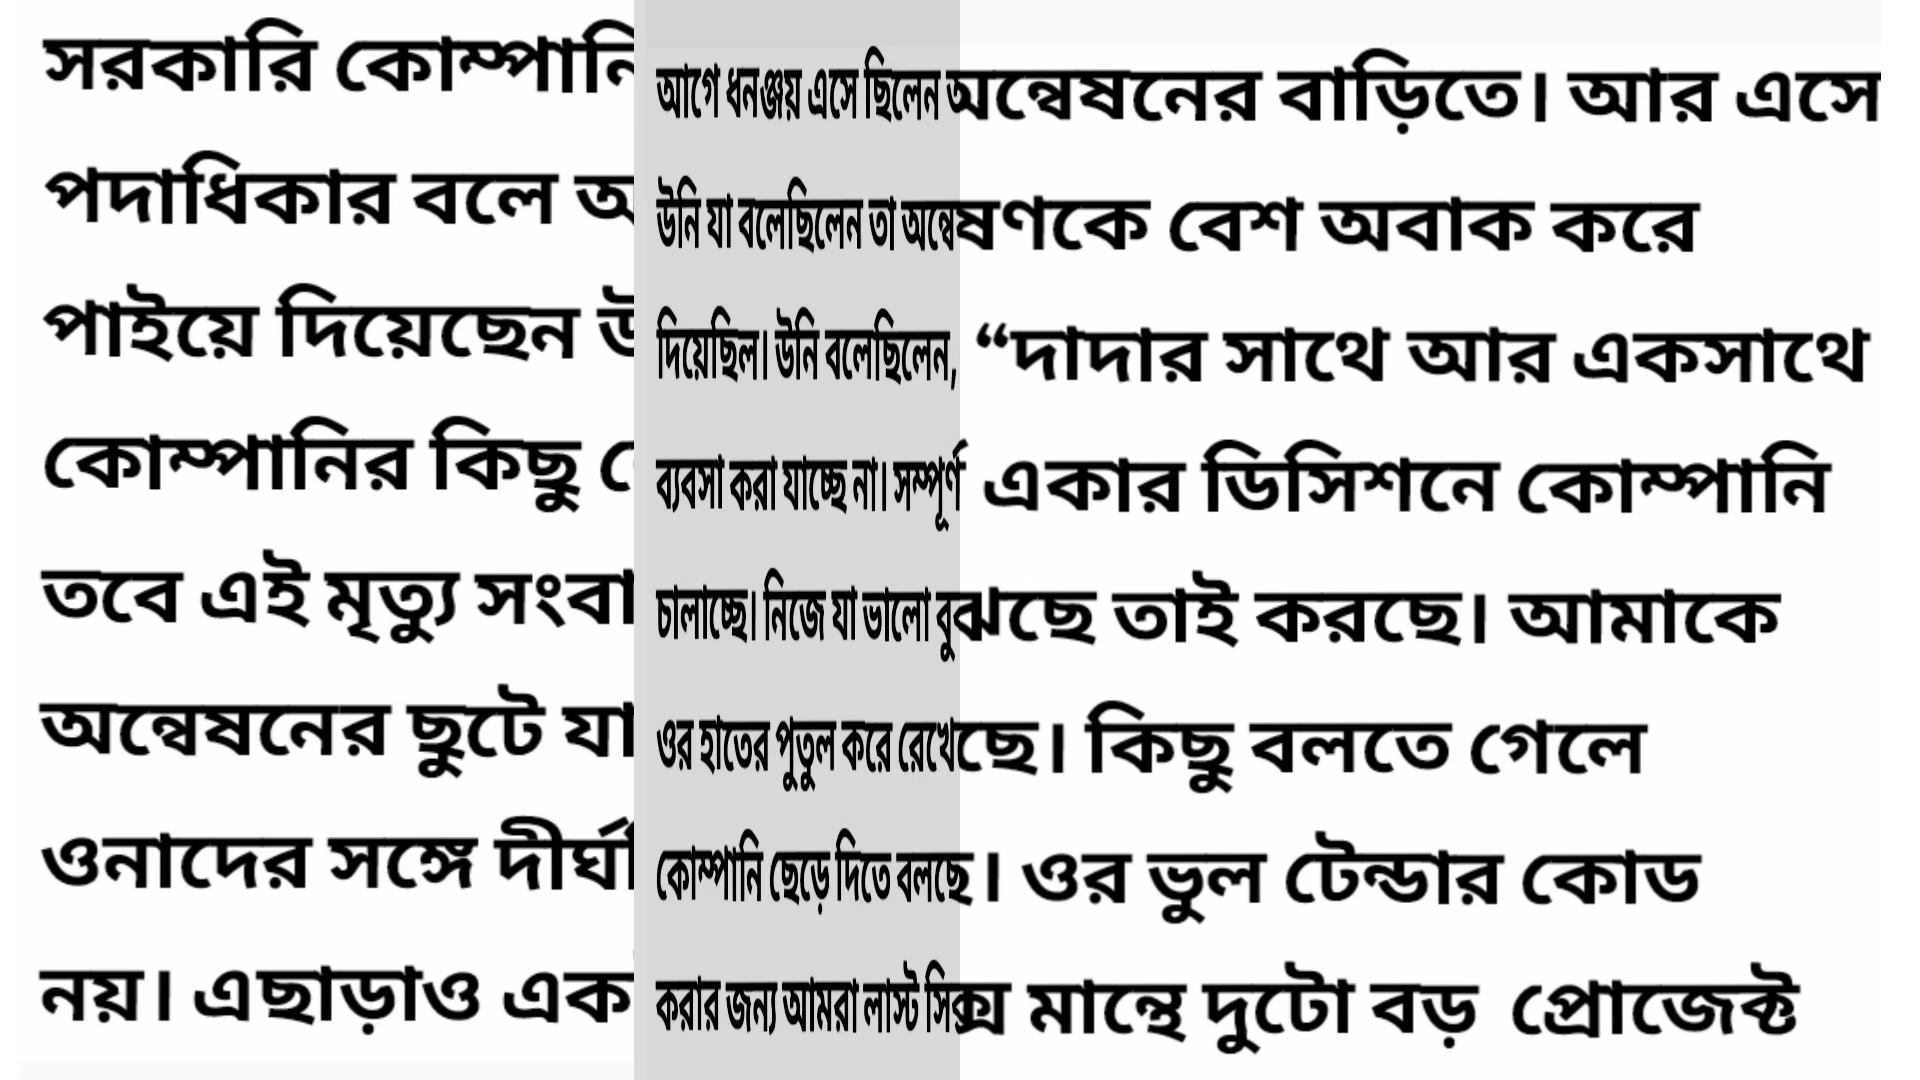 সরকারি কোম্পানি
পদাধিকার বলে
পাইয়ে দিয়েছেন
কোম্পানির কিছু
তবে এই মৃত্যু
অন্বেষনের ছুটে
ওনাদের সঙ্গে
নয়। এছাড়াও এক
আগে ধনঞ্জয় এসে ছিলেন অন্বেষনের বাড়িতে। আর এসে
উনি যা বলেছিলেন তা অন্বেষণকে বেশ অবাক করে
দিয়েছিল। উনি বলেছিলেন, “দাদার সাথে আর একসাথে
ব্যবসা করা যাচ্ছে না। সম্পূর্ণ একার ডিসিশনে কোম্পানি
চালাচ্ছে। নিজে যা ভালো বুঝছে তাই করছে। আমাকে
ওর হাতের পুতুল করে রেখেছে। কিছু বলতে গেলে
কোম্পানি ছেড়ে দিতে বলছে। ওর ভুল টেন্ডার কোড
করার জন্য আমরা লাস্ট সিক্স মান্থে দুটো বড় প্রোজেক্ট